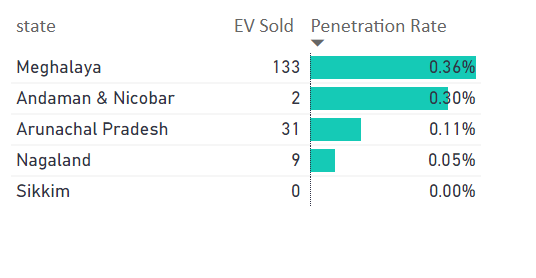 state EV Sold Penetration Rate
Meghalaya 133 0.36%
Andaman & Nicobar 2 0.30%
Arunachal Pradesh 31 0.11%
Nagaland 9 0.05%
Sikkim 0 0.00%